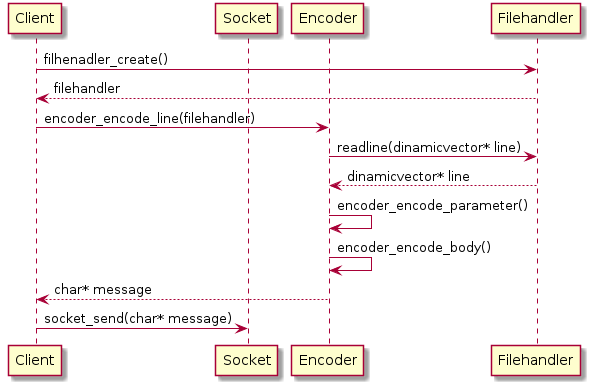 Client Socket Encoder Filehandler
filhenadler_create()
filehandler
encoder_encode_line(filehandler)
readline(dinamicvector* line)
dinamicvector* line
encoder_encode_parameter()
encoder_encode_body()
char* message
socket_send(char* message)
Client Socket Encoder Filehandler